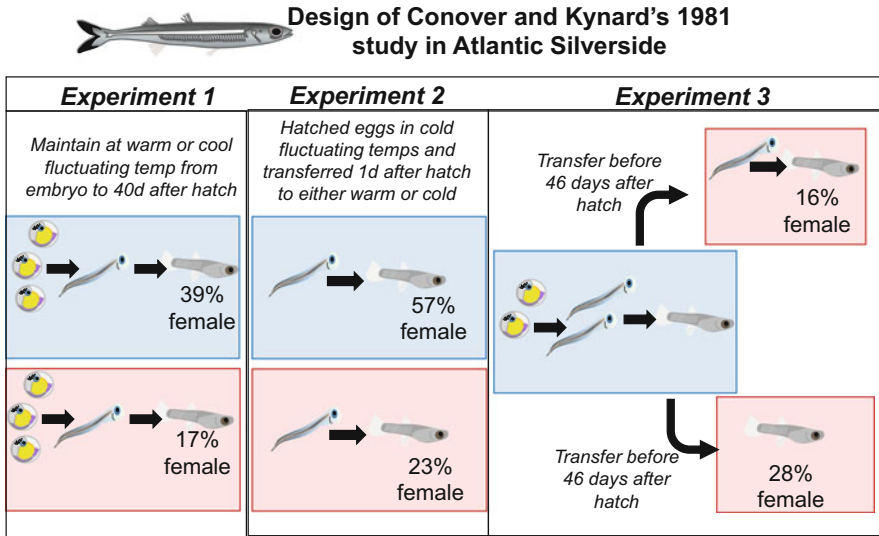 Design of Conover and Kynard's 1981
study in Atlantic Silverside
Experiment 1
Maintain at warm or cool
fluctuating temp from
embryo to 40d after hatch
39%
female
17%
female
Experiment 2
Hatched eggs in cold
fluctuating temps and
transferred 1d after hatch
to either warm or cold
57%
female
23%
female
Experiment 3
Transfer before
46 days after
hatch
16%
female
Transfer before
46 days after
hatch
28%
female